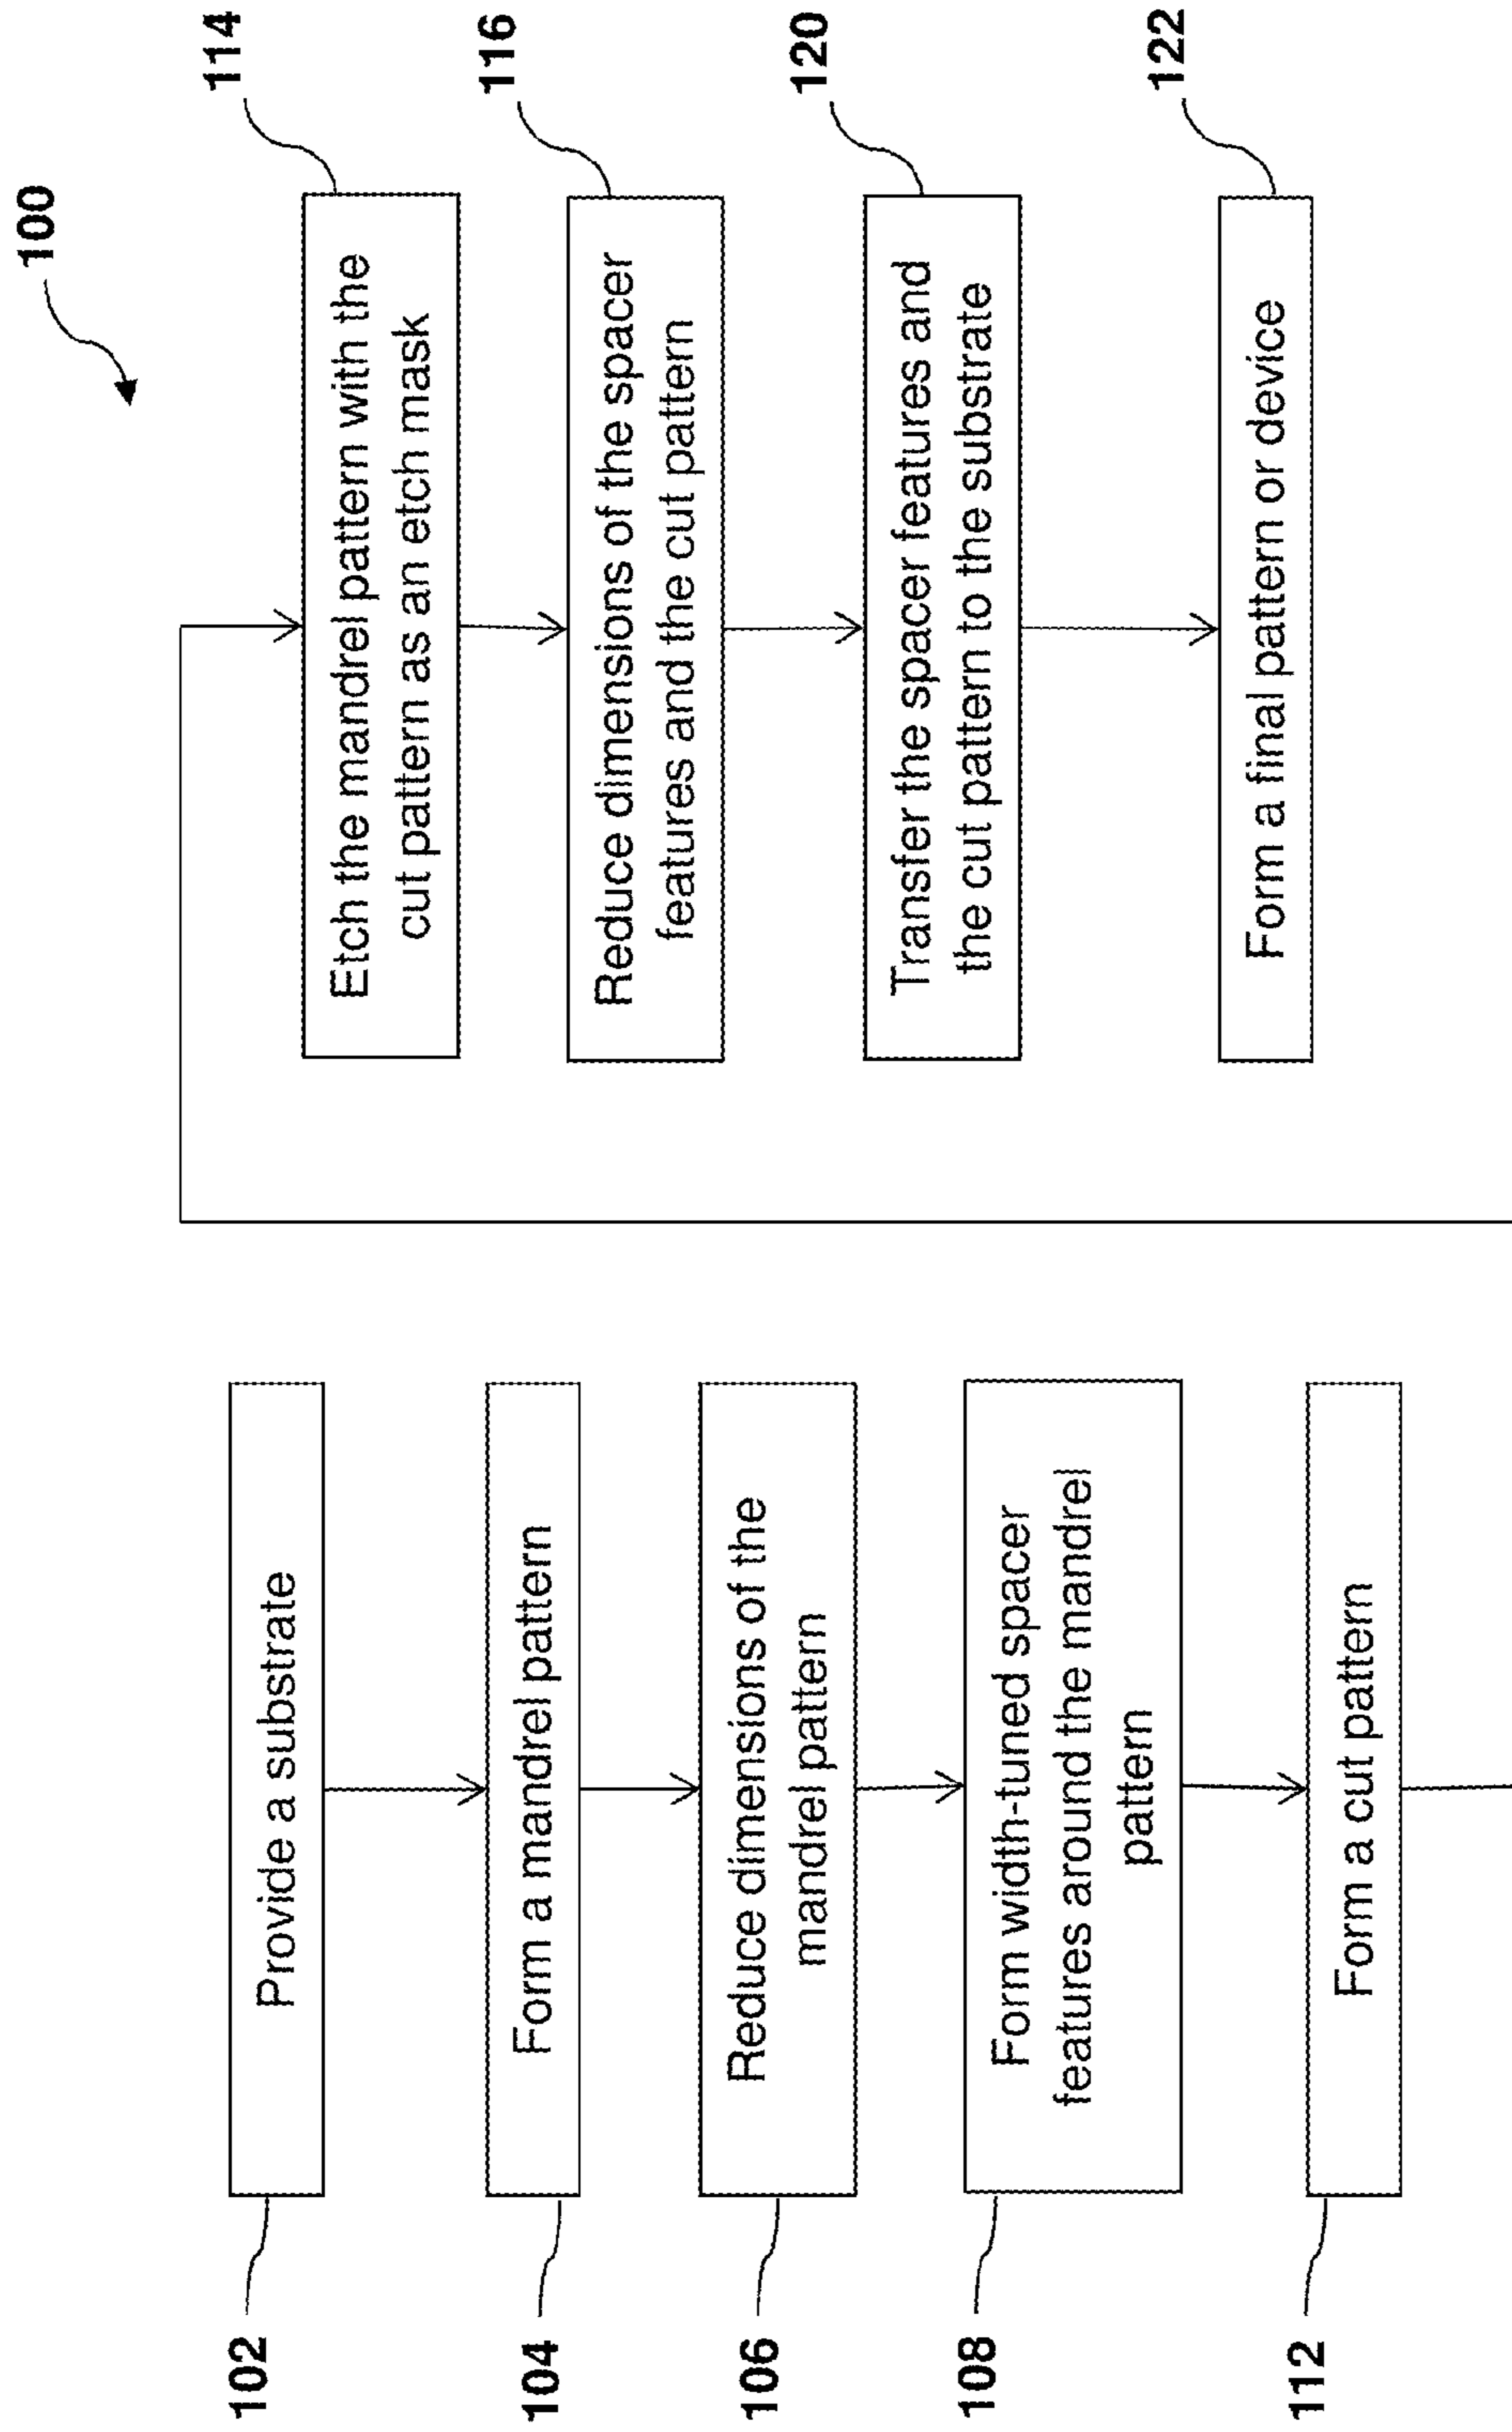 100
102
Provide a substrate
104
Form a mandrel pattern
106
Reduce dimensions of the
mandrel pattern
108
Form width-tuned spacer
features around the mandrel
pattern
112
Form a cut pattern
114
Etch the mandrel pattern with the
cut pattern as an etch mask
116
Reduce dimensions of the spacer
features and the cut pattern
120
Transfer the spacer features and
the cut pattern to the substrate
122
Form a final pattern or device